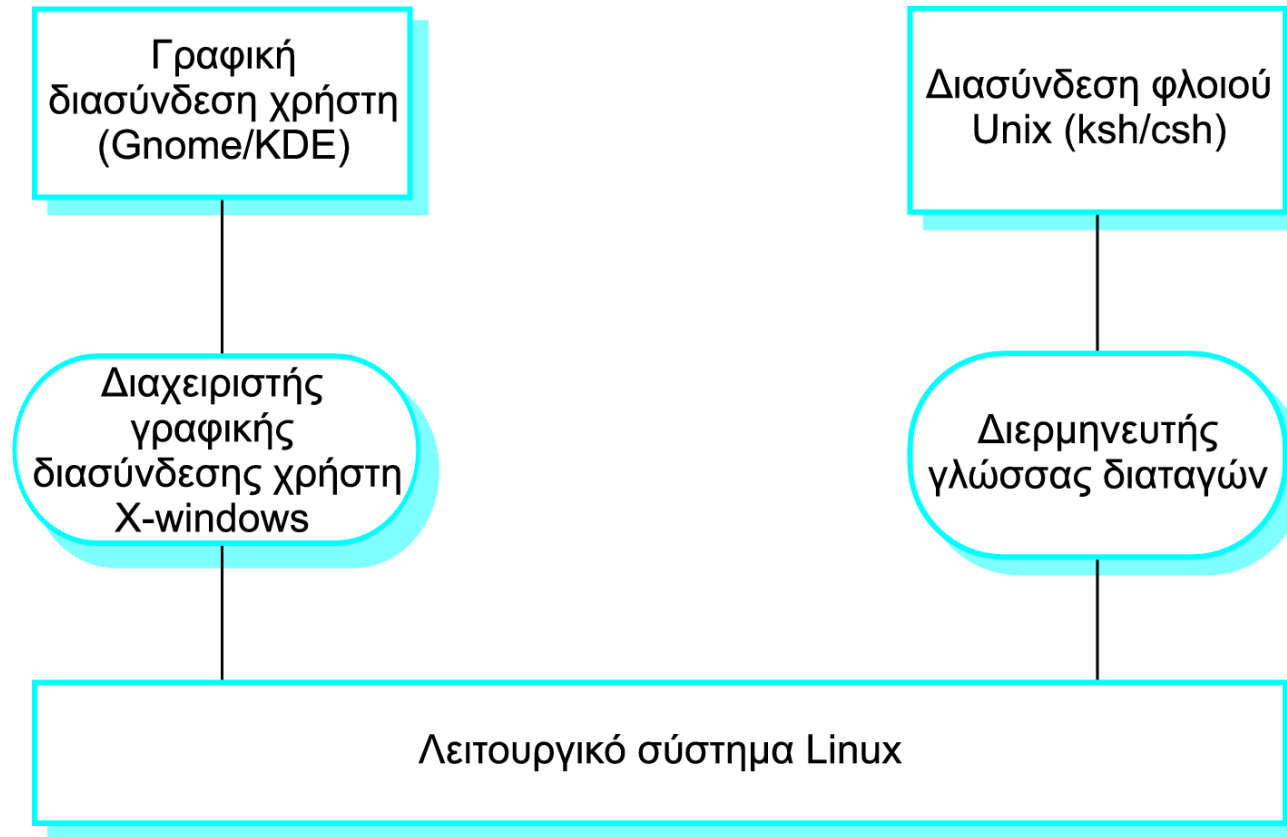 Γραφική
διασύνδεση χρήστη
(Gnome/KDE)
Διασύνδεση φλοιού
Unix (ksh/csh)
Διαχειριστής
γραφικής
διασύνδεσης χρήστη
X-windows
Διερμηνευτής
γλώσσας διαταγών
Λειτουργικό σύστημα Linux